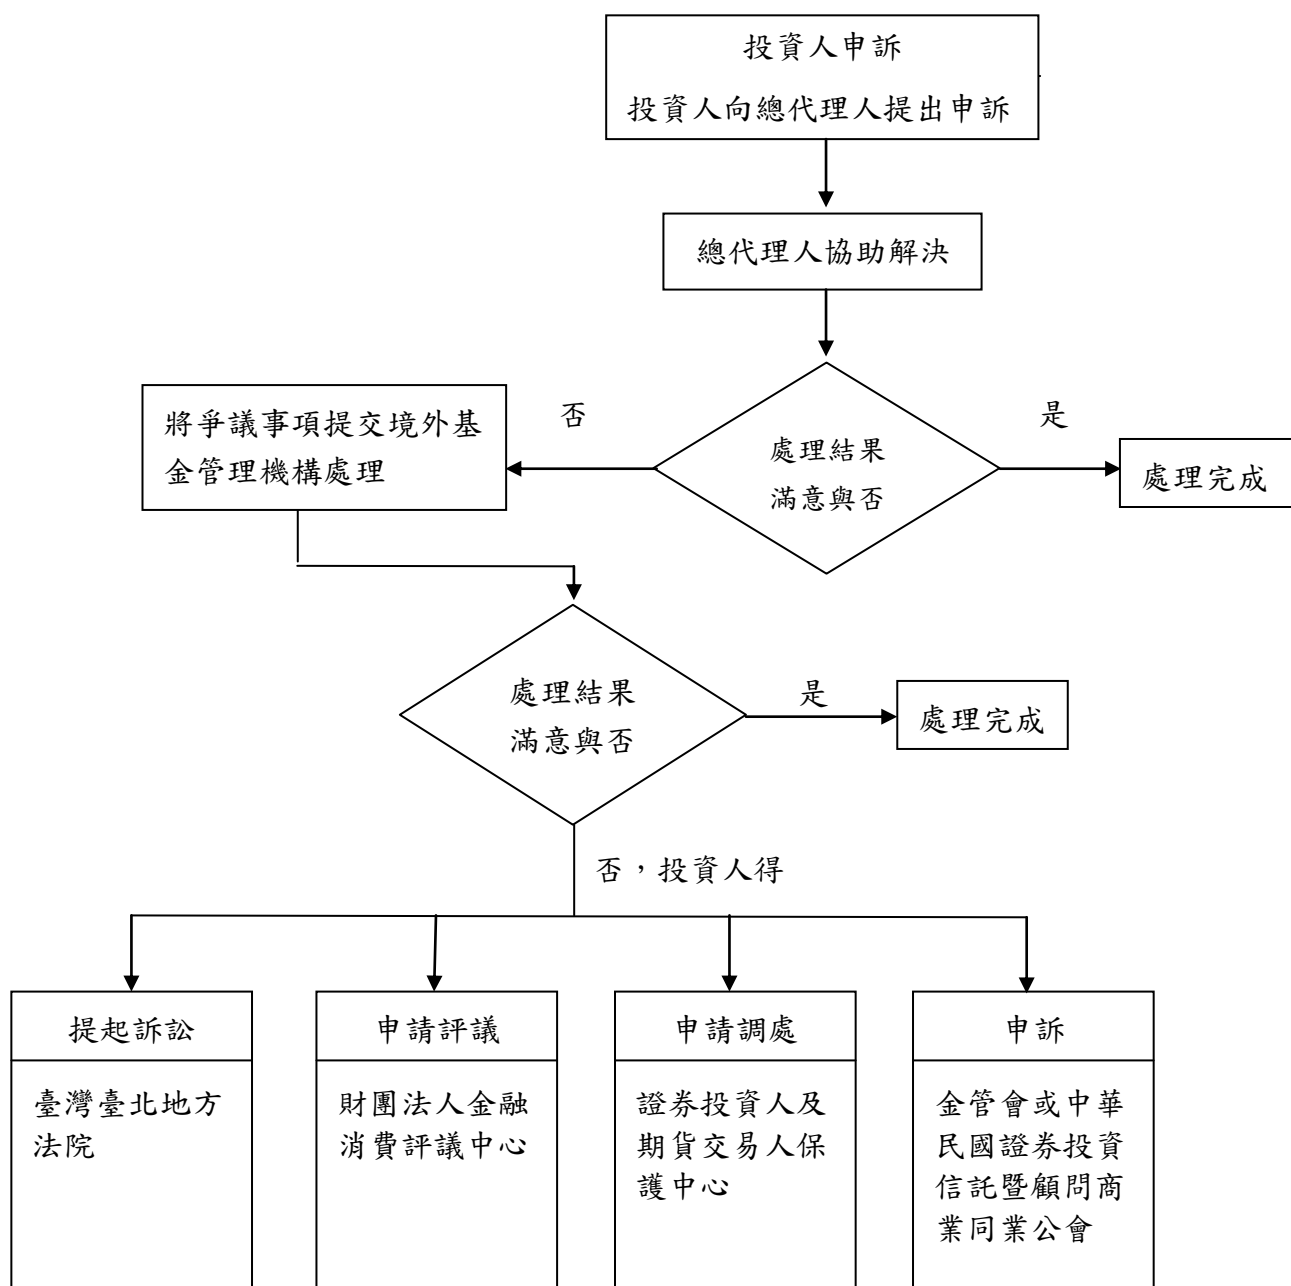 投資人申訴
投資人向總代理人提出申訴
總代理人協助解決
否
是
將爭議事項提交境外基
金管理機構處理
處理結果
滿意與否
處理完成
處理結果
滿意與否
是
處理完成
否，投資人得
提起訴訟
臺灣臺北地方
法院
申請評議
財團法人金融
消費評議中心
申請調處
證券投資人及
期貨交易人保
護中心
申訴
金管會或中華
民國證券投資
信託暨顧問商
業同業公會